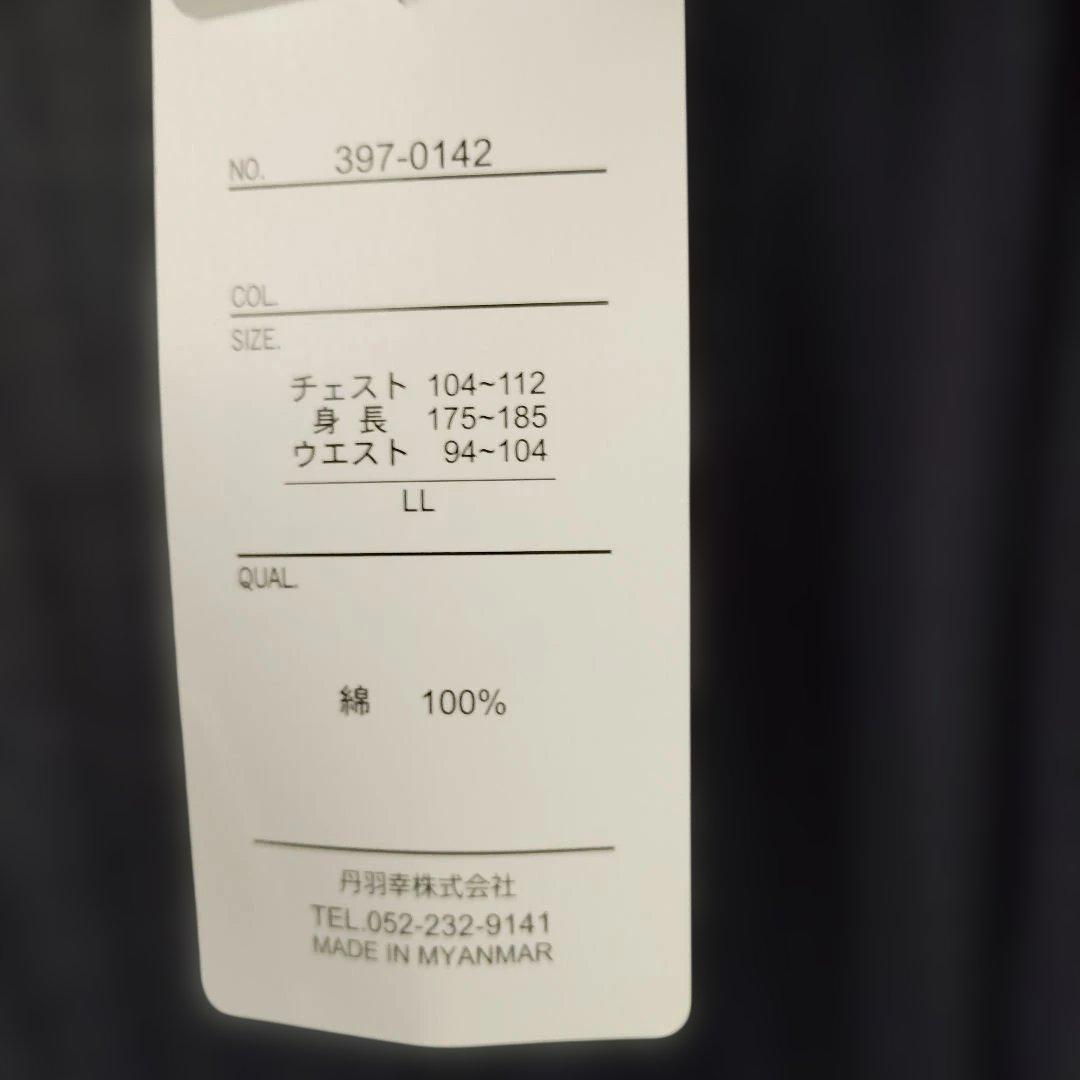 NO. 397-0142
COL.
SIZE.
チェスト 104~112
身 長 175~185
ウエスト 94~104
LL
QUAL.
綿 100%
丹羽幸株式会社
TEL.052-232-9141
MADE IN MYANMAR